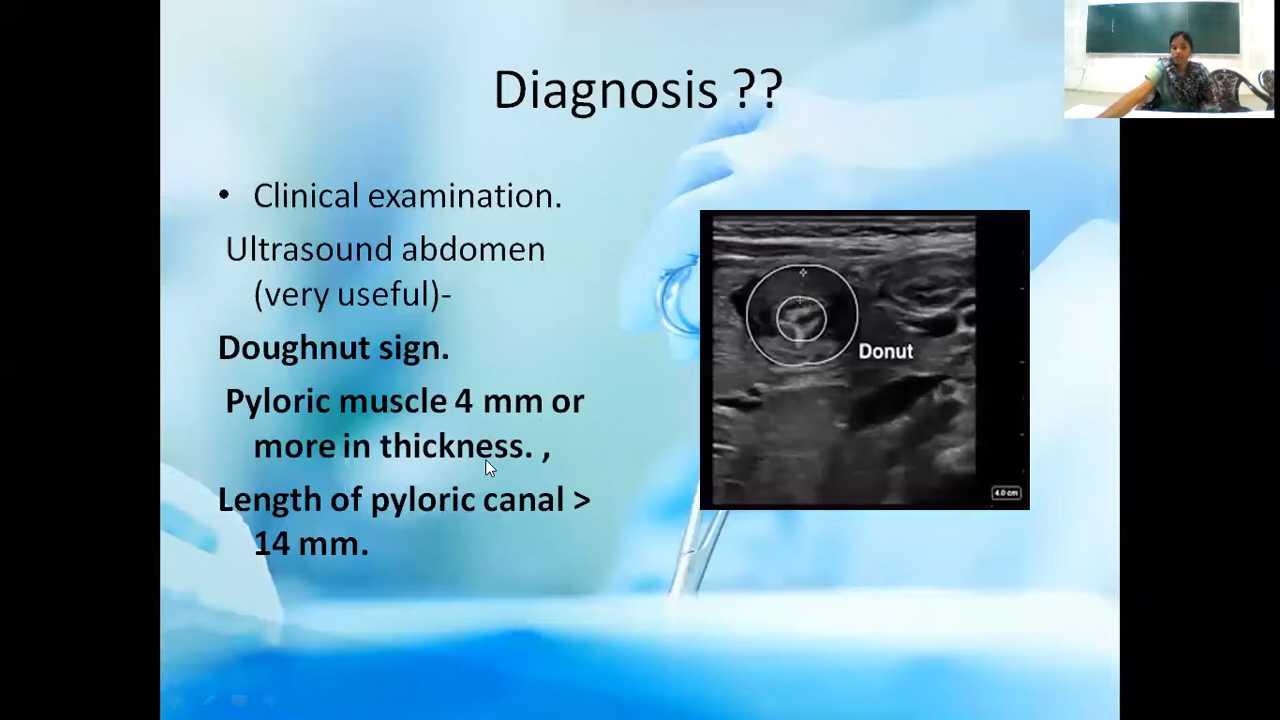 Diagnosis ??
• Clinical examination.
Ultrasound abdomen
(very useful)-
Doughnut sign.
Pyloric muscle 4 mm or
more in thickness. ,
Length of pyloric canal >
14 mm.
Donut
4.0 cm